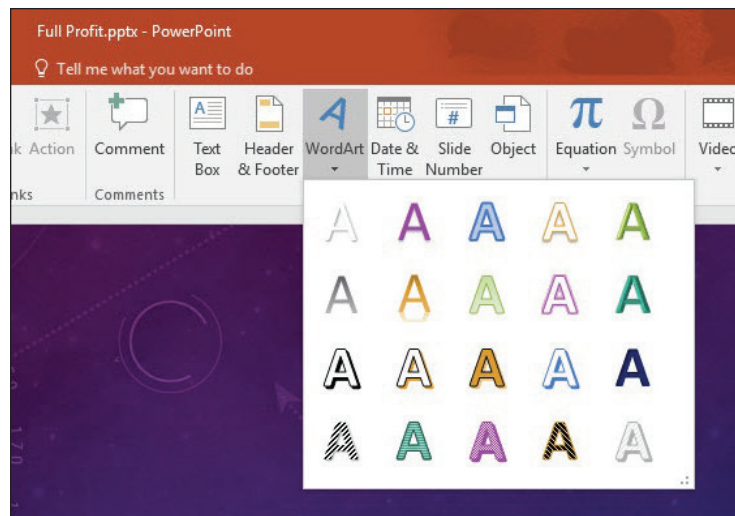 Full Profit.pptx - PowerPoint
Tell me what you want to do
k Action Comment Text Header WordArt Date & Slide Object Equation Symbol Video
Box & Footer Time Number
nks Comments
A A A A A
A A A A A
A A A A A
A A A A A